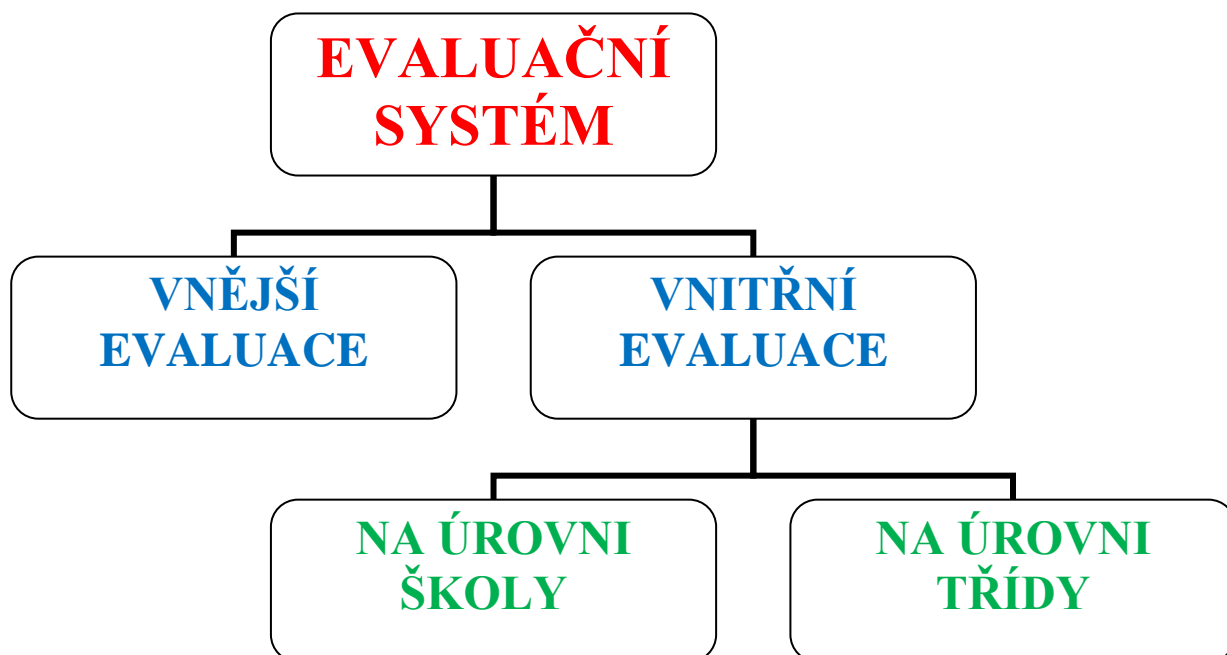 EVALUAČNÍ
SYSTÉM
VNĚJŠÍ
EVALUACE
VNITŘNÍ
EVALUACE
NA ÚROVNI
ŠKOLY
NA ÚROVNI
TŘÍDY